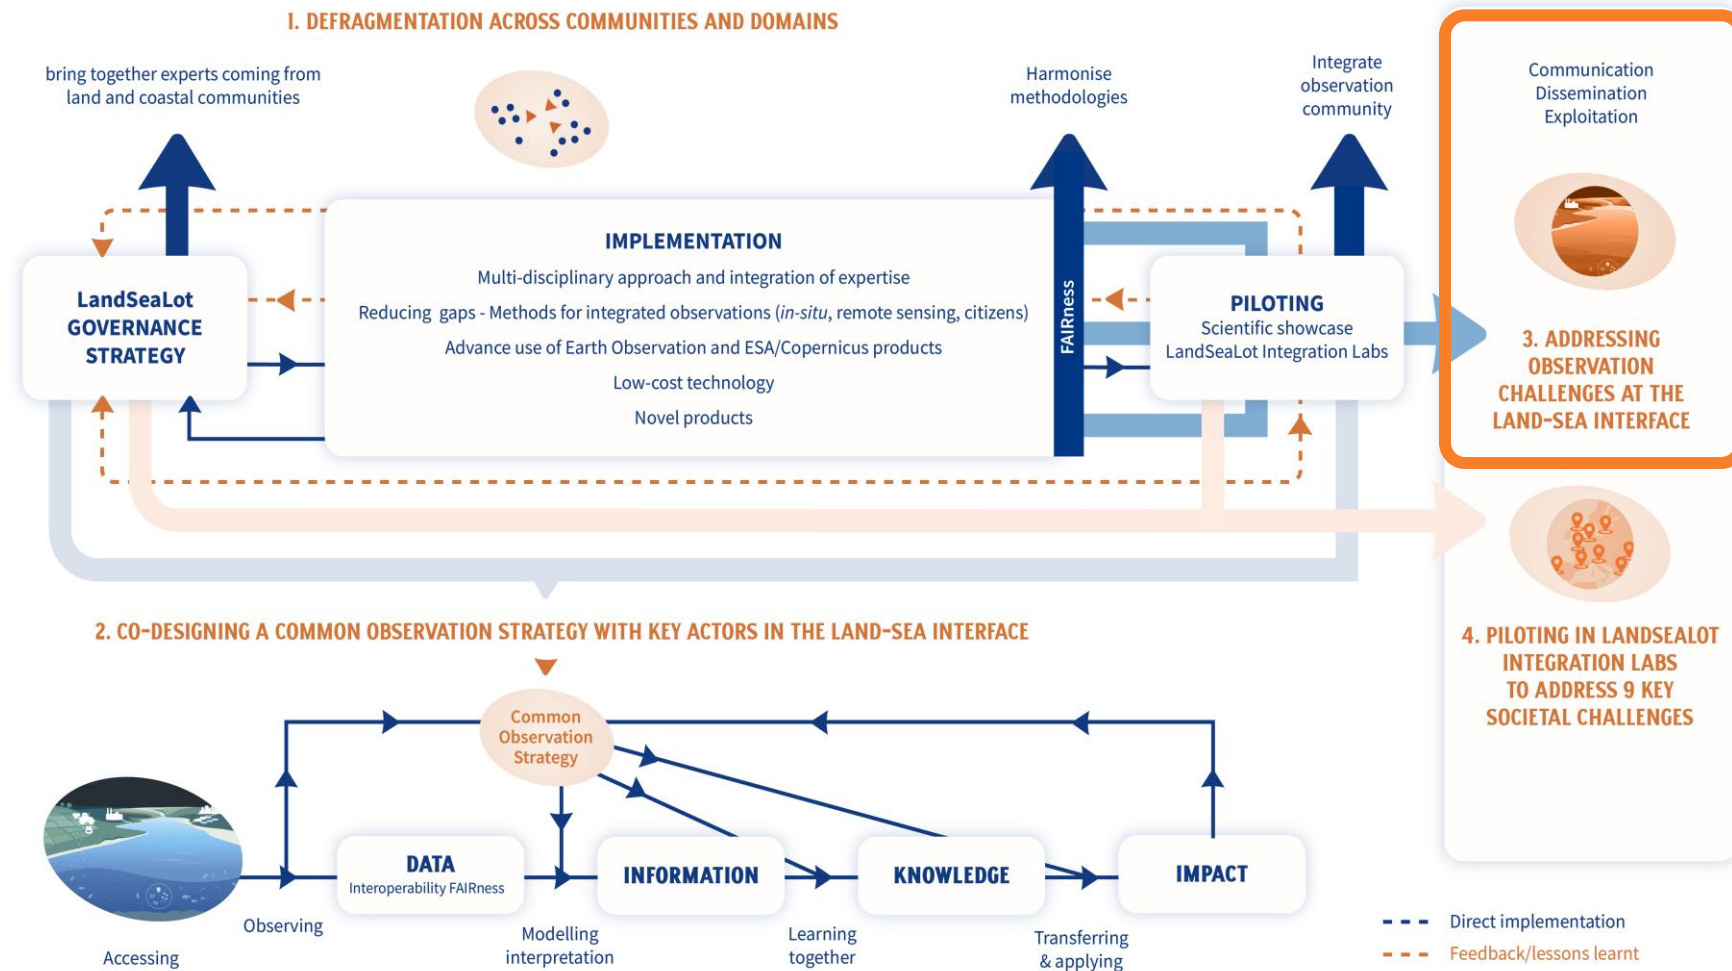 1. DEFRAGMENTATION ACROSS COMMUNITIES AND DOMAINS
bring together experts coming from
land and coastal communities
Harmonise
methodologies
Integrate
observation
community
Communication
Dissemination
Exploitation
LandSeaLot
GOVERNANCE
STRATEGY
IMPLEMENTATION
Multi-disciplinary approach and integration of expertise
Reducing gaps - Methods for integrated observations (in-situ, remote sensing, citizens)
Advance use of Earth Observation and ESA/Copernicus products
Low-cost technology
Novel products
FAIRness
PILOTING
Scientific showcase
LandSeaLot Integration Labs
3. ADDRESSING
OBSERVATION
CHALLENGES AT THE
LAND-SEA INTERFACE
4. PILOTING IN LANDSEALOT
INTEGRATION LABS
TO ADDRESS 9 KEY
SOCIETAL CHALLENGES
2. CO-DESIGNING A COMMON OBSERVATION STRATEGY WITH KEY ACTORS IN THE LAND-SEA INTERFACE
Common
Observation
Strategy
DATA
Interoperability FAIRness
INFORMATION
KNOWLEDGE
IMPACT
Accessing
Observing
Modelling
interpretation
Learning
together
Transferring
& applying
Direct implementation
Feedback/lessons learnt